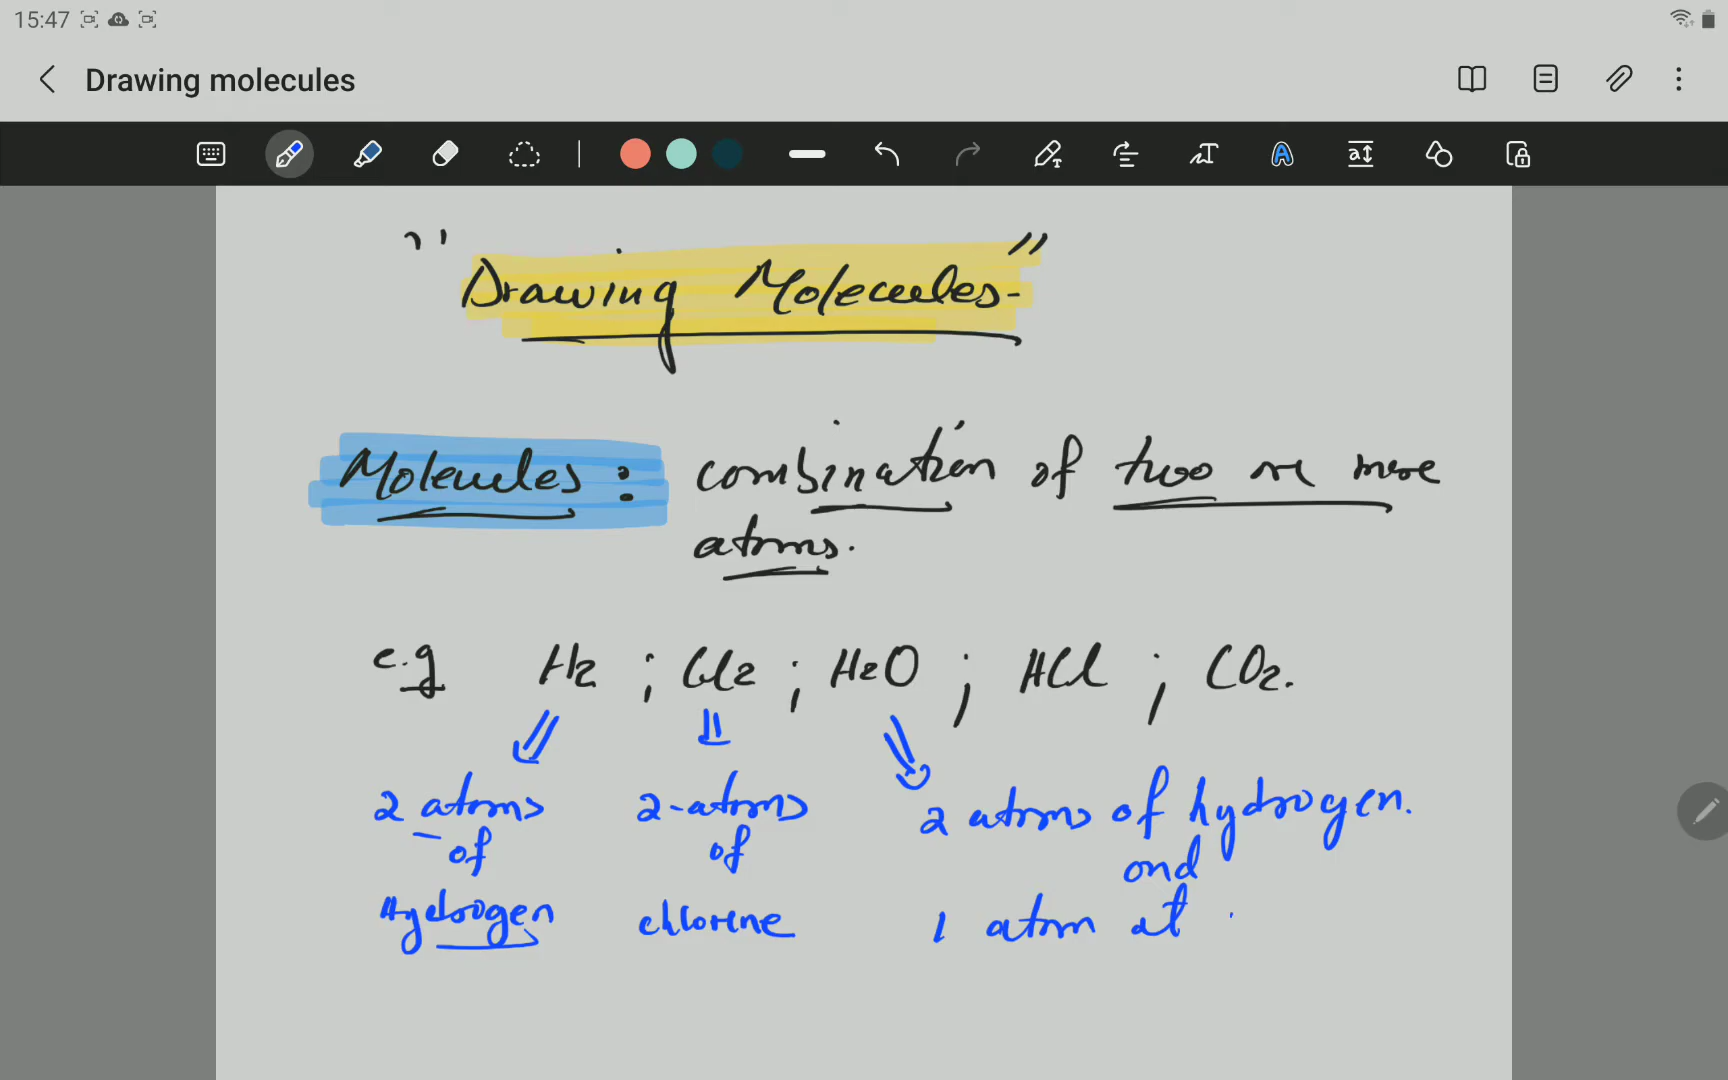 15:47
Drawing molecules
"Drawing Molecules-"
Molecules : combination of two or more
atoms.
e.g H2 ; Cl2 ; H2O ; HCl ; CO2.
2 atoms
of
Hydrogen
2-atoms
of
chlorine
2 atoms of hydrogen.
and
1 atom at